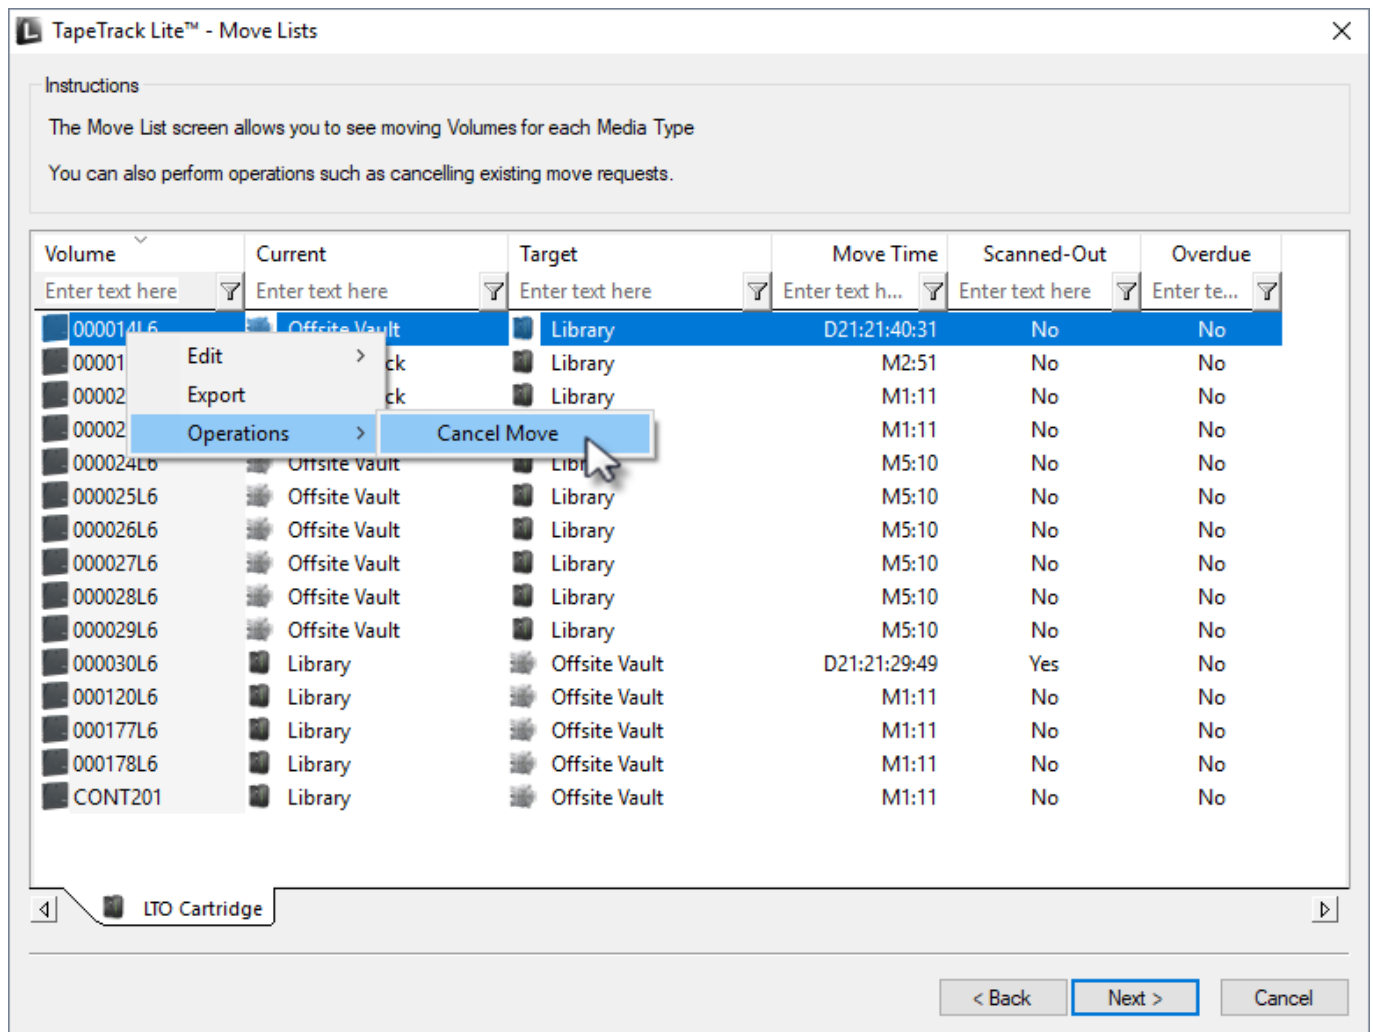 TapeTrack Lite™ - Move Lists
Instructions
The Move List screen allows you to see moving Volumes for each Media Type
You can also perform operations such as cancelling existing move requests.
Volume Current Target Move Time Scanned-Out Overdue
Enter text here Enter text here Enter text here Enter text h... Enter text here Enter te...
000014L6 Offsite Vault Library D21:21:40:31 No No
00001 ck Library M2:51 No No
00002 ck Library M1:11 No No
00002 M1:11 No No
000024L6 Offsite Vault M5:10 No No
000025L6 Offsite Vault Library M5:10 No No
000026L6 Offsite Vault Library M5:10 No No
000027L6 Offsite Vault Library M5:10 No No
000028L6 Offsite Vault Library M5:10 No No
000029L6 Offsite Vault Library M5:10 No No
000030L6 Library Offsite Vault D21:21:29:49 Yes No
000120L6 Library Offsite Vault M1:11 No No
000177L6 Library Offsite Vault M1:11 No No
000178L6 Library Offsite Vault M1:11 No No
CONT201 Library Offsite Vault M1:11 No No
Edit
Export
Operations
Cancel Move
LTO Cartridge
< Back Next > Cancel